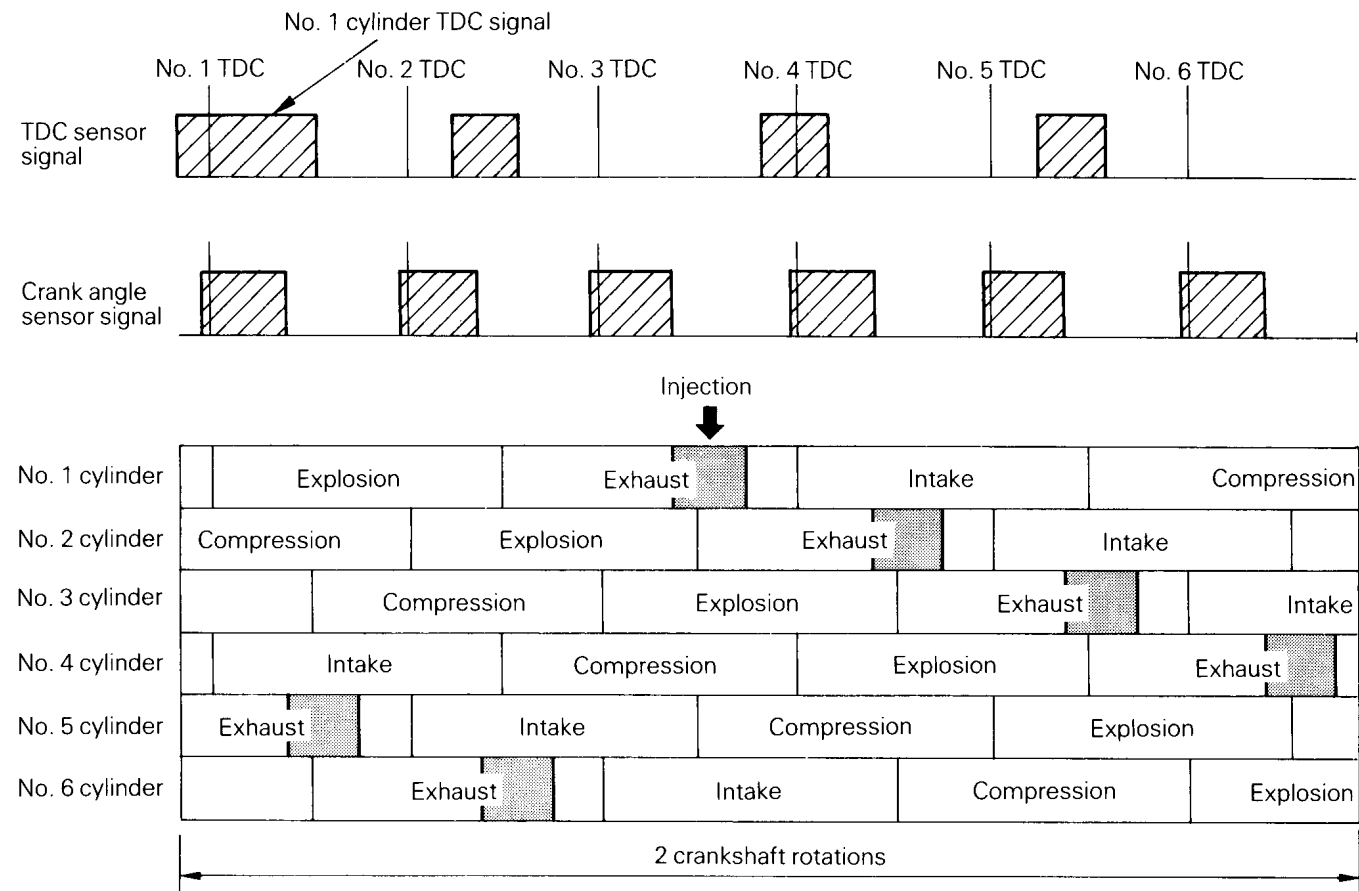 No. 1 cylinder TDC signal
No. 1 TDC
No. 2 TDC
No. 3 TDC
No. 4 TDC
No. 5 TDC
No. 6 TDC
TDC sensor
signal
Crank angle
sensor signal
Injection
No. 1 cylinder
Explosion
Exhaust
Intake
Compression
No. 2 cylinder
Compression
Explosion
Exhaust
Intake
No. 3 cylinder
Compression
Explosion
Exhaust
Intake
No. 4 cylinder
Intake
Compression
Explosion
Exhaust
No. 5 cylinder
Exhaust
Intake
Compression
Explosion
No. 6 cylinder
Exhaust
Intake
Compression
Explosion
2 crankshaft rotations